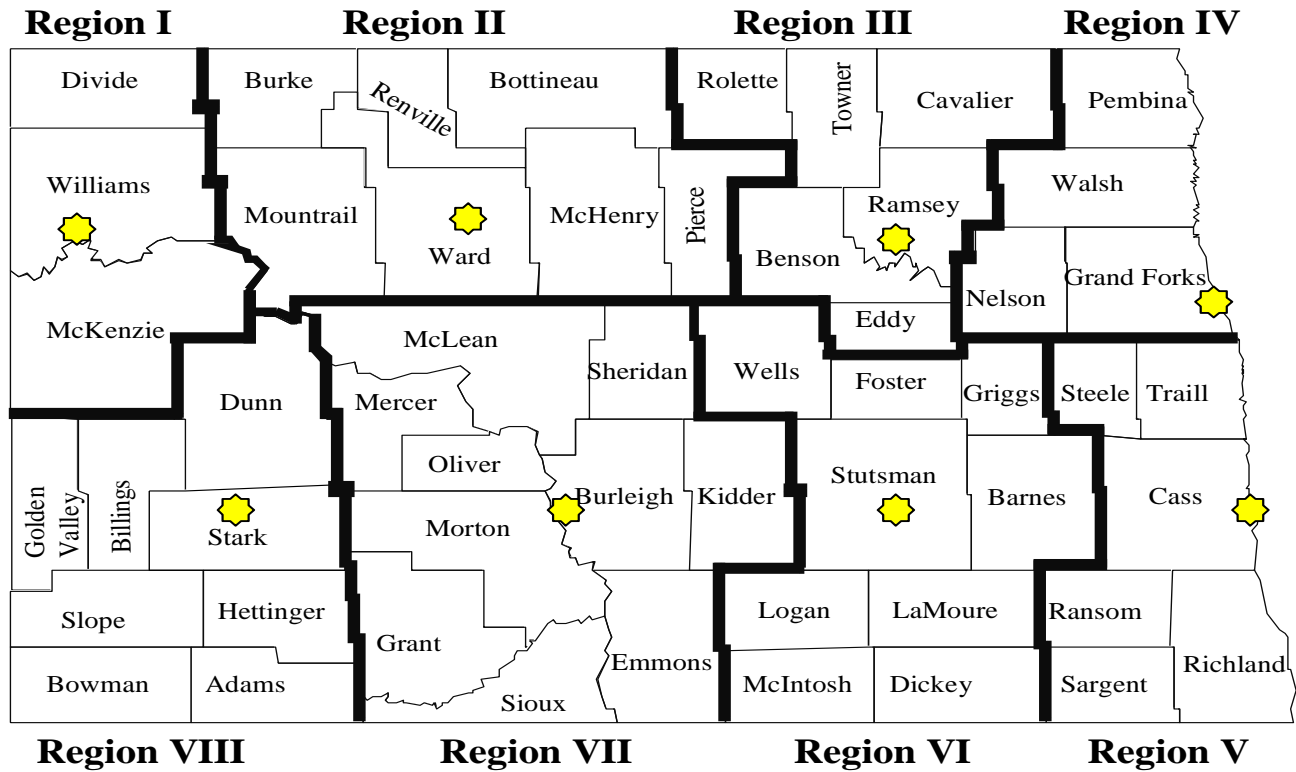 Region I
Region II
Region III
Region IV
Divide
Burke
Renville
Bottineau
Rolette
Towner
Cavalier
Pembina
Williams
Mountrail
Ward
McHenry
Pierce
Benson
Ramsey
Walsh
Nelson
Grand Forks
McKenzie
McLean
Eddy
Dunn
Mercer
Sheridan
Wells
Foster
Griggs
Steele
Traill
Golden
Valley
Billings
Stark
Oliver
Morton
Burleigh
Kidder
Stutsman
Barnes
Cass
Slope
Hettinger
Grant
Emmons
Logan
LaMoure
Ransom
Richland
Bowman
Adams
Sioux
McIntosh
Dickey
Sargent
Region VIII
Region VII
Region VI
Region V